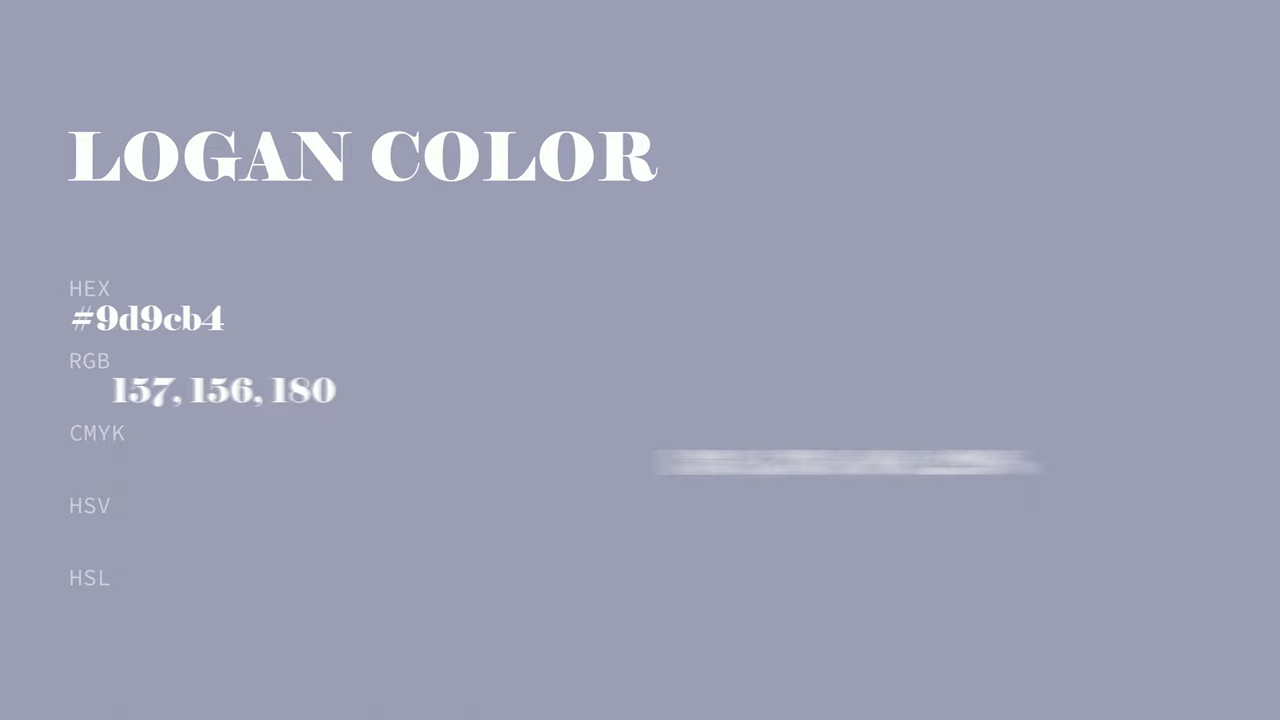 LOGAN COLOR
HEX
#9d9cb4
RGB
157, 156, 180
CMYK
HSV
HSL